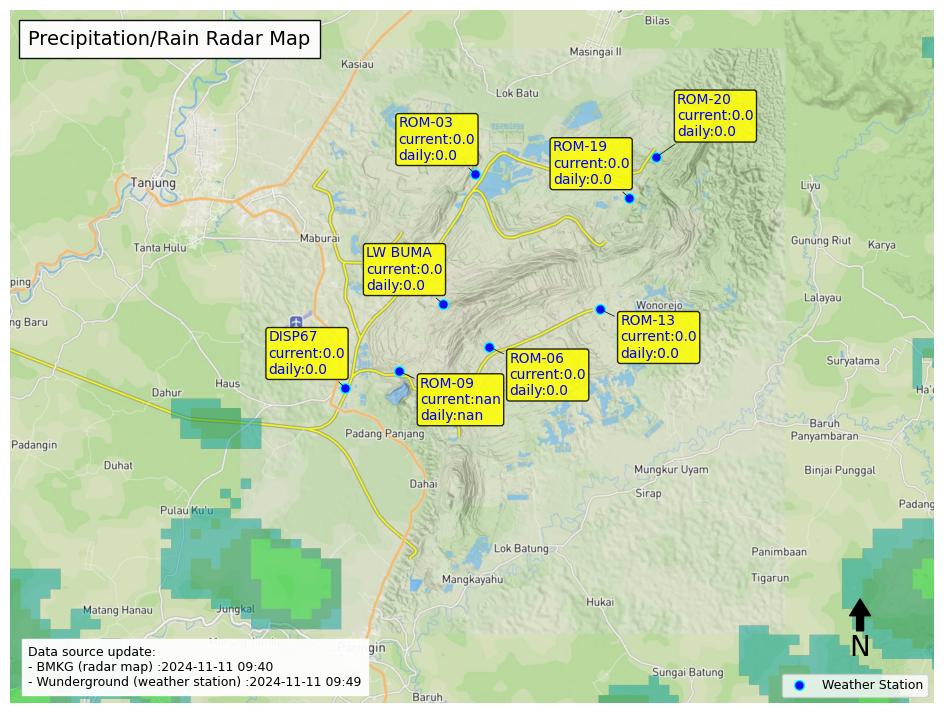 Precipitation/Rain Radar Map
Bilas
Masingai II
Kasiau
Lok Batu
ROM-20
current:0.0
daily:0.0
ROM-03
current:0.0
daily:0.0
ROM-19
current:0.0
daily:0.0
Tanjung
Liyu
Maburai
Tanta Hulu
Gunung Riut
Karya
LW BUMA
current:0.0
daily:0.0
ping
Lalayau
Wonorejo
ng Baru
ROM-13
current:0.0
daily:0.0
DISP67
current:0.0
daily:0.0
ROM-06
current:0.0
daily:0.0
Suryatama
Haus
Dahur
ROM-09
current:nan
daily:nan
Baruh
Panyambaran
Padang Panjang
Padangin
Duhat
Mungkur Uyam
Binjai Punggal
Dahai
Sirap
Pulau Ku'u
Padang
Lok Batung
Panimbaan
Mangkayahu
Tigarun
Matang Hanau
Jungkal
Hukai
N
Data source update:
- BMKG (radar map) :2024-11-11 09:40
- Wunderground (weather station) :2024-11-11 09:49
Sungai Batung
Weather Station
Baruh